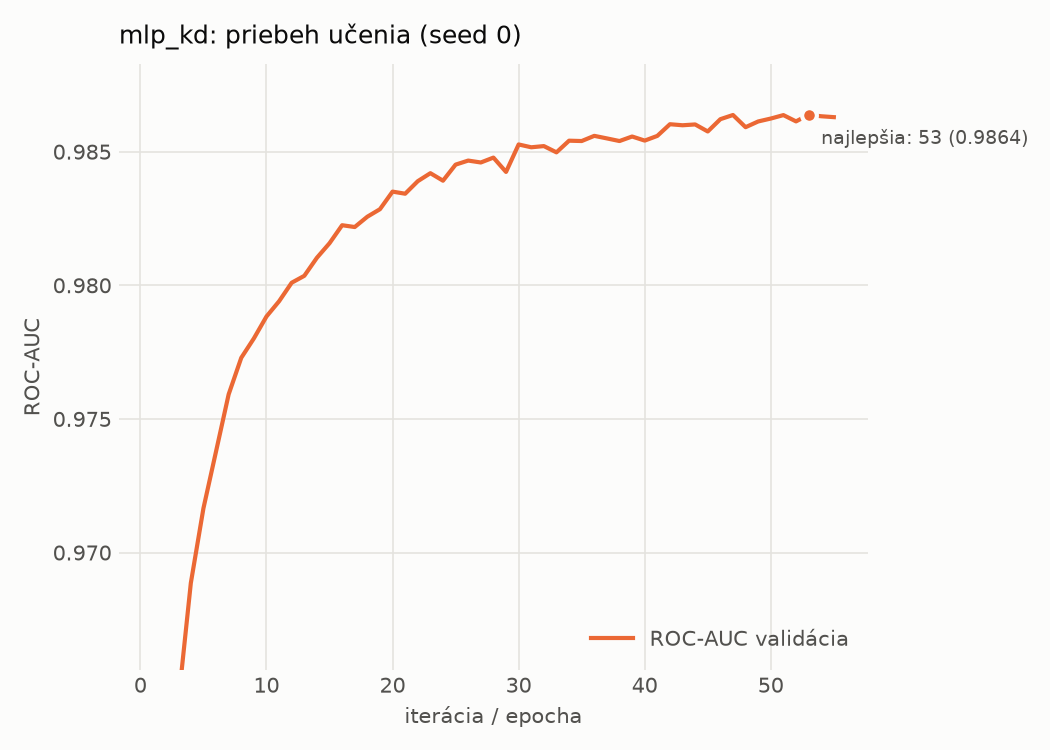 mlp_kd: priebeh učenia (seed 0)
najlepšia: 53 (0.9864)
0.985
0.980
0.975
0.970
ROC-AUC
ROC-AUC validácia
0 10 20 30 40 50
iterácia / epocha